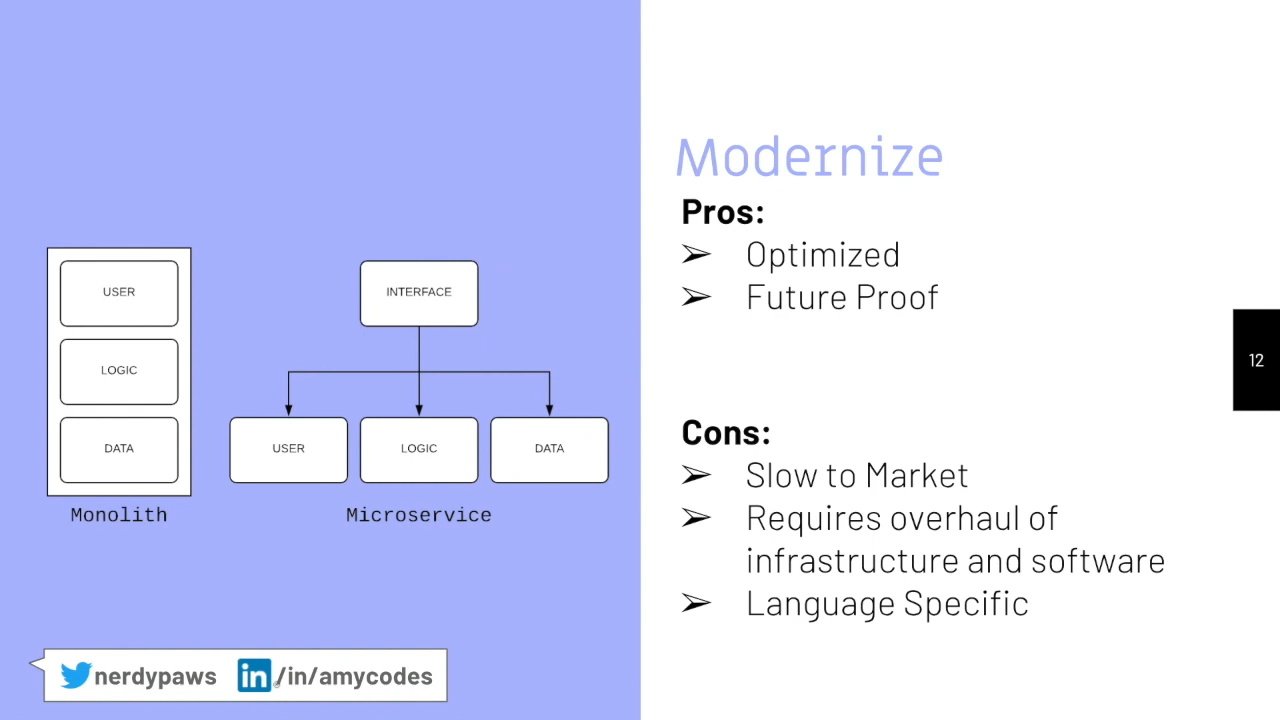 USER
LOGIC
DATA
Monolith
INTERFACE
USER
LOGIC
DATA
Microservice
nerdypaws
in /in/amycodes
Modernize
Pros:
➢ Optimized
➢ Future Proof
Cons:
➢ Slow to Market
➢ Requires overhaul of
infrastructure and software
➢ Language Specific
12